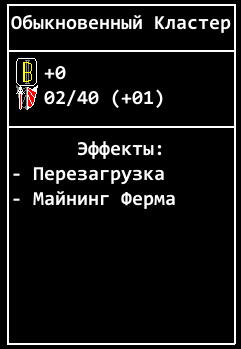 Обыкновенный Кластер
+0
02/40 (+01)
Эффекты:
- Перезагрузка
- Майнинг Ферма